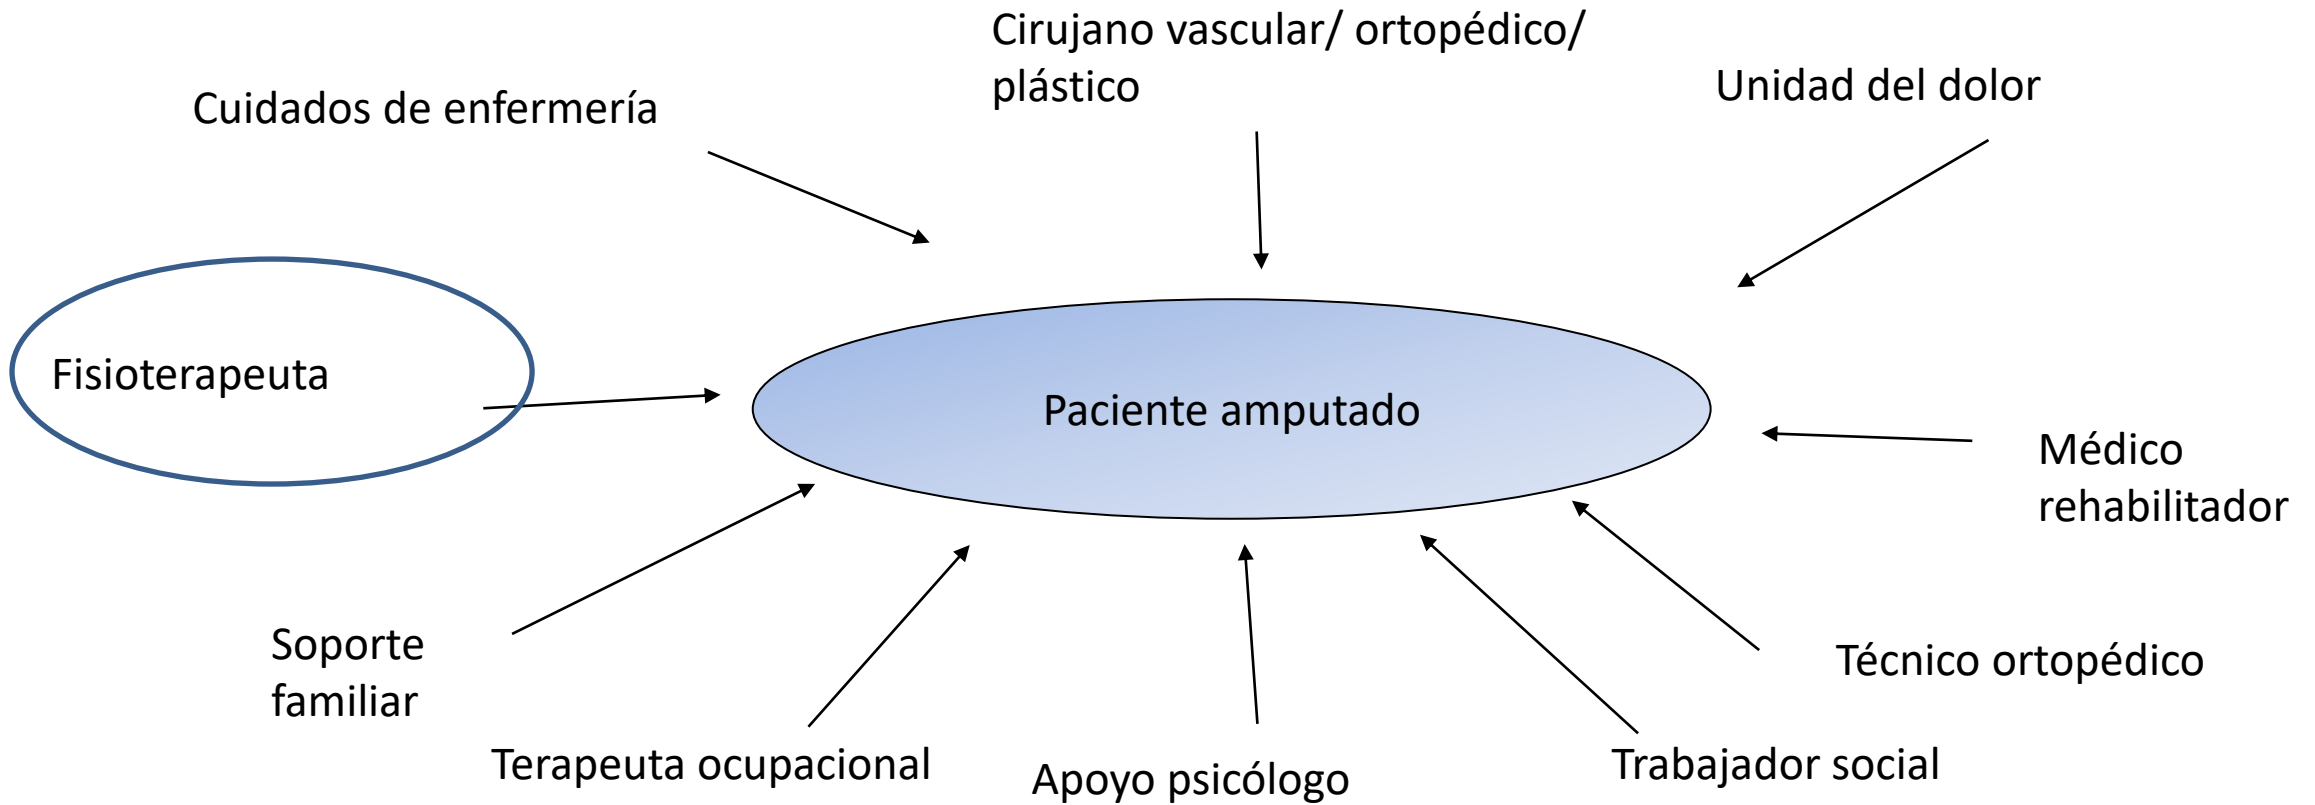 Cirujano vascular/ ortopédico/
plástico
Unidad del dolor
Cuidados de enfermería
Fisioterapeuta
Paciente amputado
Médico
rehabilitador
Soporte
familiar
Técnico ortopédico
Terapeuta ocupacional
Apoyo psicólogo
Trabajador social